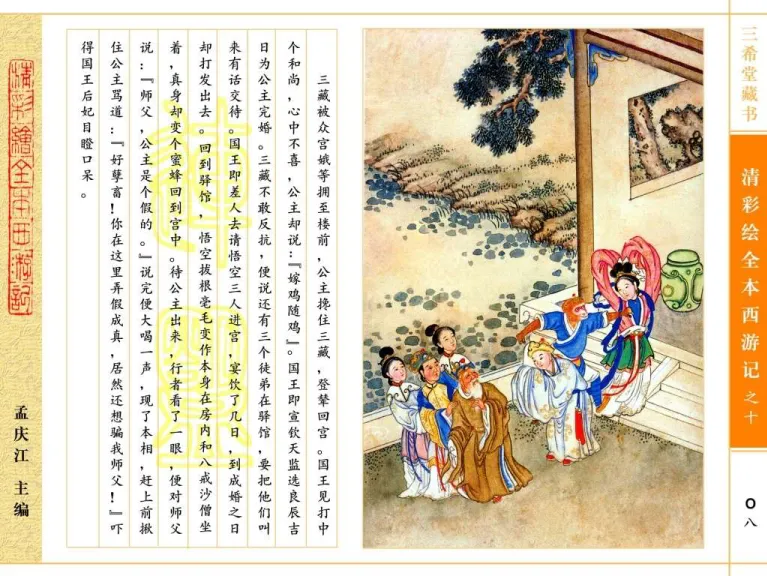 三藏被众宫娥等拥至楼前，公主挽住三藏，登辇回宫。国王见打中
个和尚，心中不喜，公主却说：『嫁鸡随鸡』。国王即宣钦天监选良辰吉
日为公主完婚。三藏不敢反抗，便说还有三个徒弟在驿馆，要把他们叫
来有话交待。国王即差人去请悟空三人进宫，宴饮了几日，到成婚之日
却打发出去。回到驿馆，悟空拔根毫毛变作本身在房内和八戒沙僧坐
着，真身却变个蜜蜂回到宫中。待公主出来，行者看了一眼，便对师父
说：『师父，公主是个假的。』说完便大喝一声，现了本相，赶上前揪
住公主骂道：『好孽畜！你在这里弄假成真，居然还想骗我师父！』吓
得国王后妃目瞪口呆。
精彩绘全本西游记
孟庆江 主编
三希堂藏书
清彩绘全本西游记之十
〇八